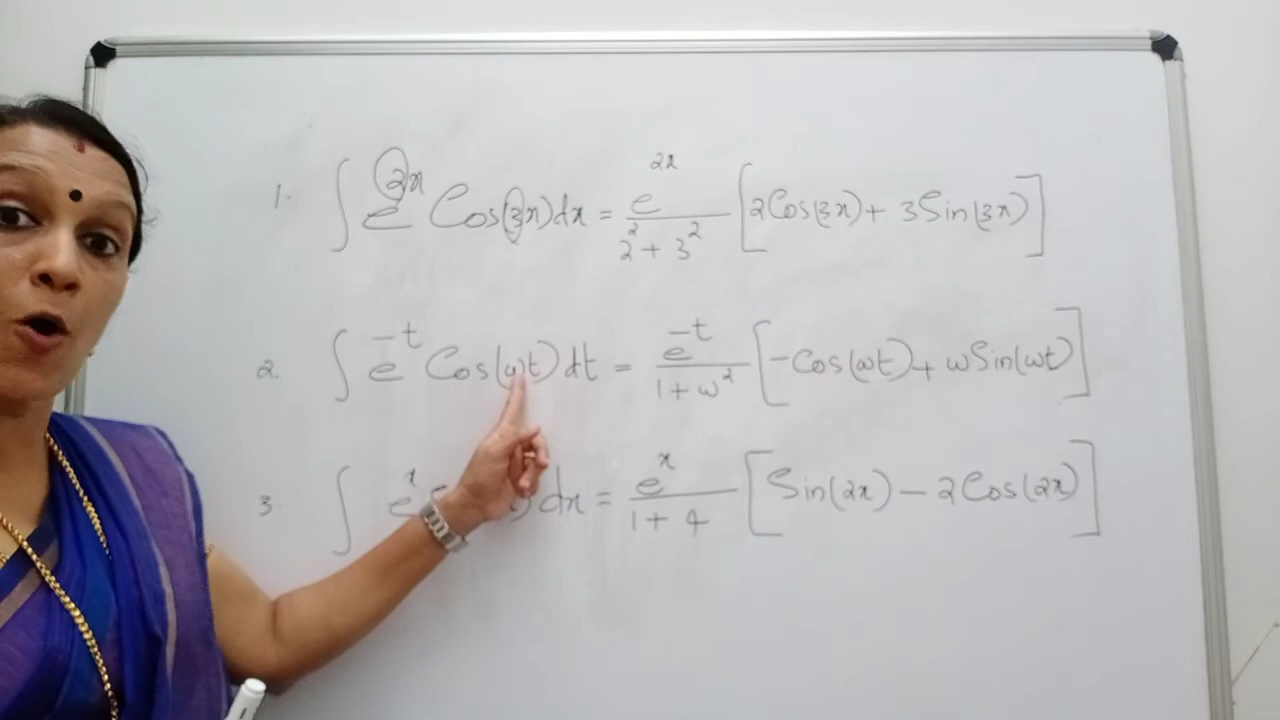 1. ∫ e^{2x} Cos(3x)dx = e^{2x} / (2² + 3²) [2Cos(3x) + 3Sin(3x)]
2. ∫ e^{-t} Cos(ωt)dt = e^{-t} / (1 + ω²) [-Cos(ωt) + ωSin(ωt)]
3. ∫ e^x dx = e^x / (1 + 4) [Sin(2x) - 2Cos(2x)]